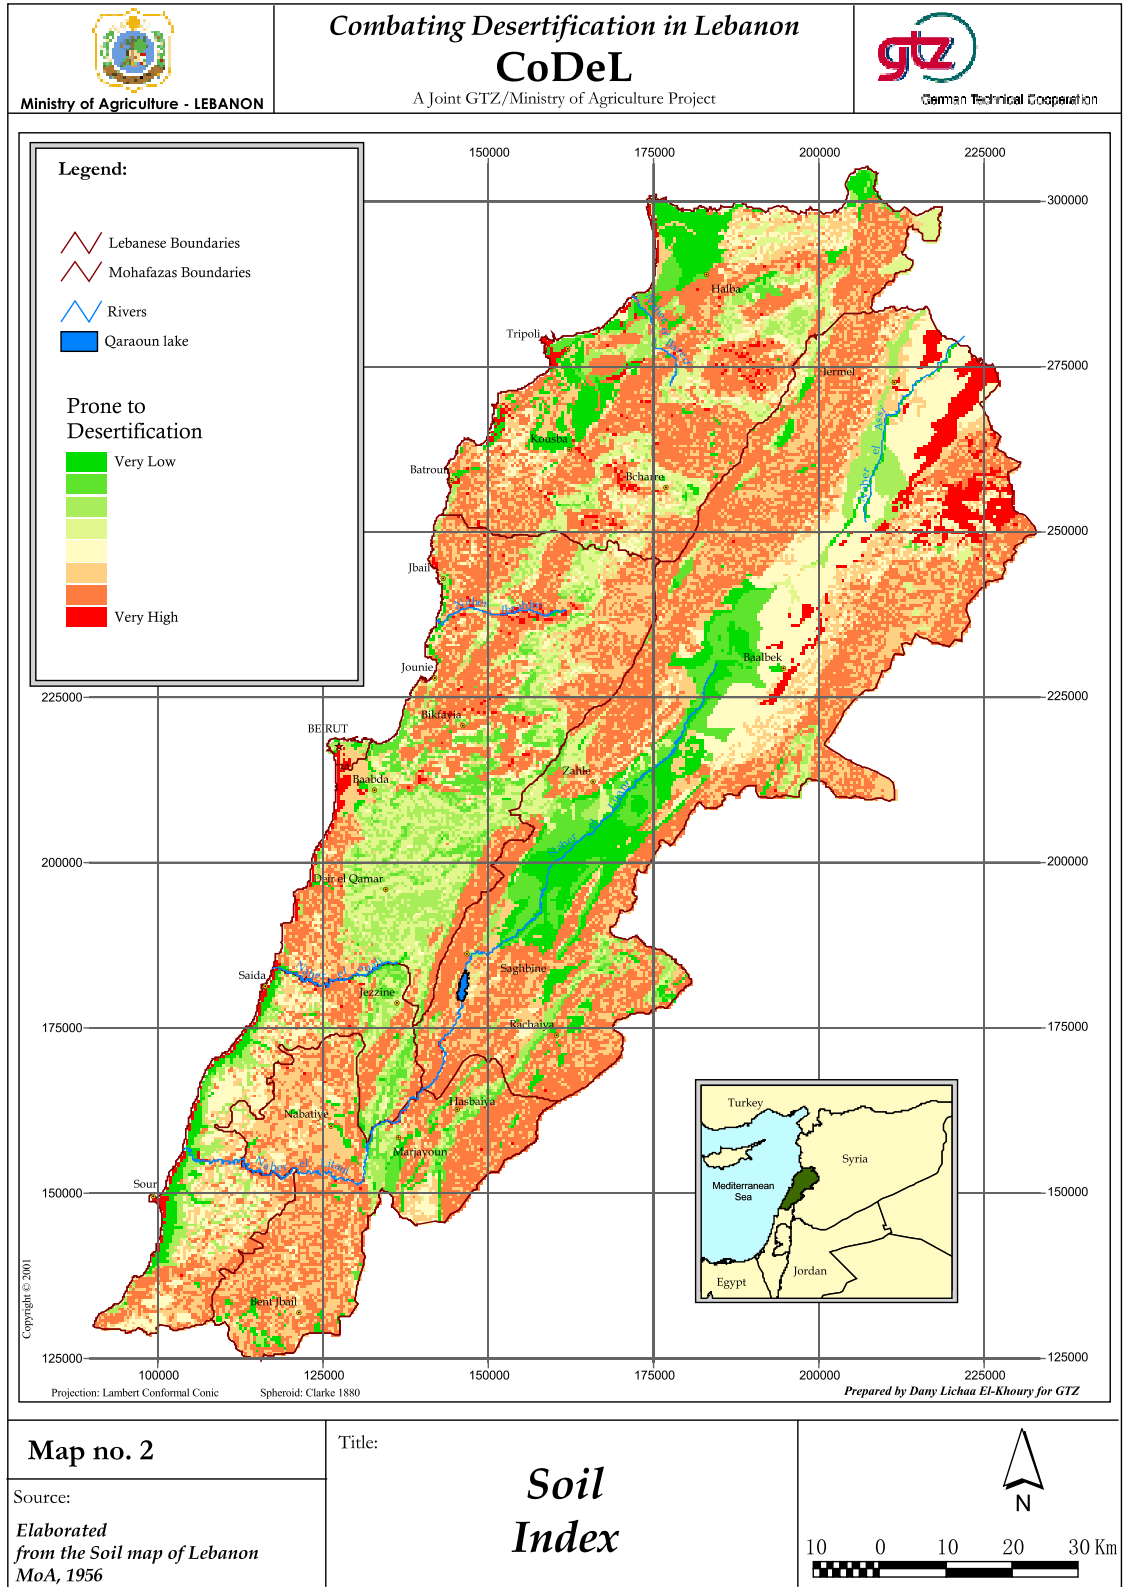 Ministry of Agriculture - LEBANON
Combating Desertification in Lebanon
CoDeL
A Joint GTZ/Ministry of Agriculture Project
gtz
German Technical Cooperation
Legend:
Lebanese Boundaries
Mohafazas Boundaries
Rivers
Qaraoun lake
Prone to
Desertification
Very Low
Very High
150000
175000
200000
225000
300000
275000
250000
225000
225000
200000
200000
175000
175000
150000
150000
125000
125000
100000
125000
150000
175000
200000
225000
Halba
Tripoli
Kousba
Batroun
Bcharre
Jbail
Jounie
Baalbek
Bikfayia
BEIRUT
Zahle
Baabda
Deir el Qamar
Saida
Saghbine
Jezzine
Rachaiya
Hasbaiya
Nabatiye
Marjayoun
Sour
Bent Jbail
Turkey
Syria
Mediterranean
Sea
Jordan
Egypt
Copyright © 2001
Projection: Lambert Conformal Conic
Spheroid: Clarke 1880
Prepared by Dany Lichaa El-Khoury for GTZ
Map no. 2
Source:
Elaborated
from the Soil map of Lebanon
MoA, 1956
Title:
Soil
Index
N
10 0 10 20 30 Km